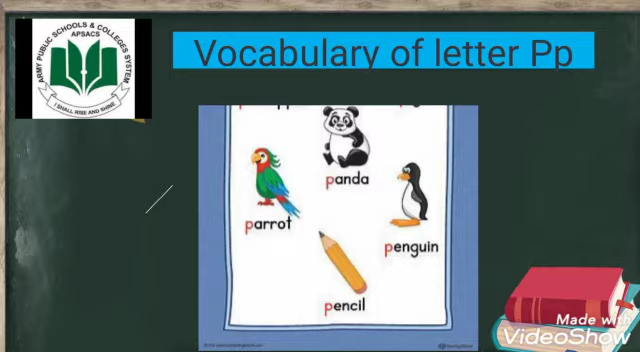 ARMY PUBLIC SCHOOLS & COLLEGES SYSTEM
APSACS
I SHALL RISE AND SHINE
Vocabulary of letter Pp
panda
parrot
penguin
pencil
Made with
VideoShow